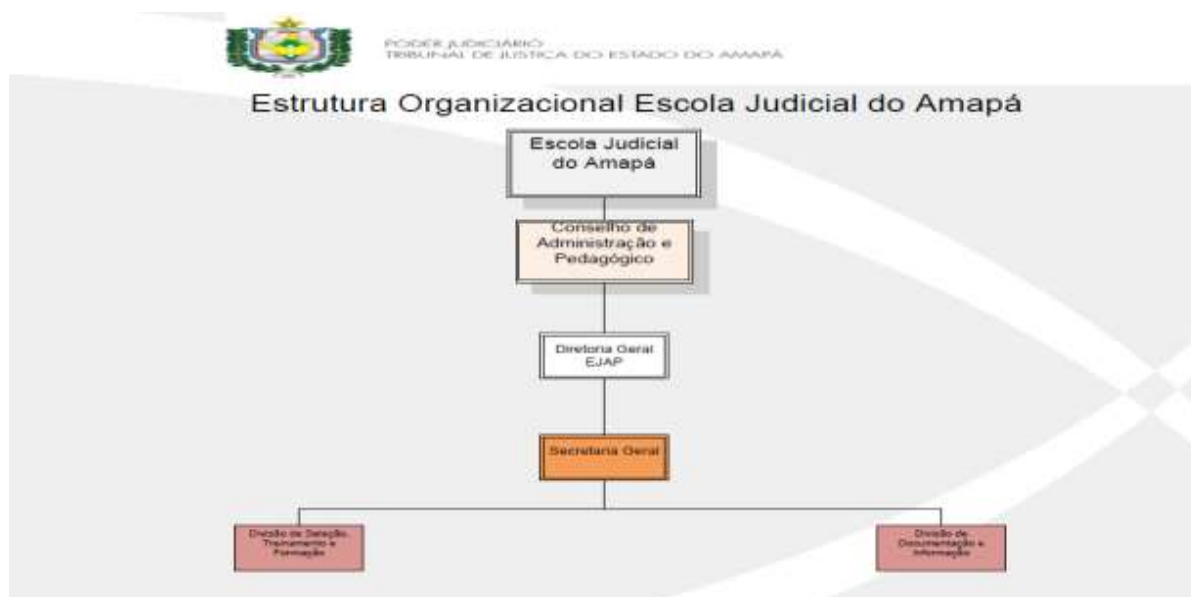 PODER JUDICIÁRIO
TRIBUNAL DE JUSTIÇA DO ESTADO DO AMAPÁ
Estrutura Organizacional Escola Judicial do Amapá
Escola Judicial
do Amapá
Conselho de
Administração e
Pedagógico
Diretoria Geral
EJAP
Secretaria Geral
Divisão de Seleção,
Treinamento e
Formação
Divisão de
Documentação e
Informação